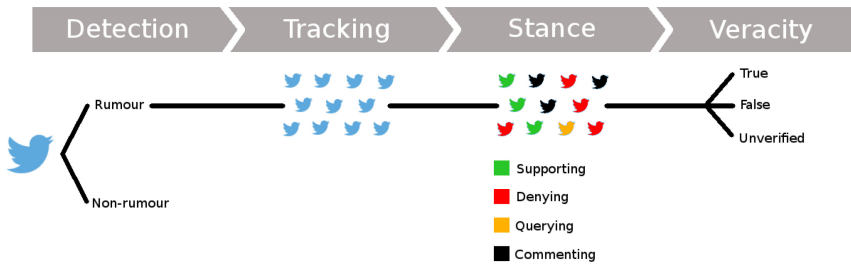 Detection
Tracking
Stance
Veracity
Rumour
Non-rumour
Supporting
Denying
Querying
Commenting
True
False
Unverified